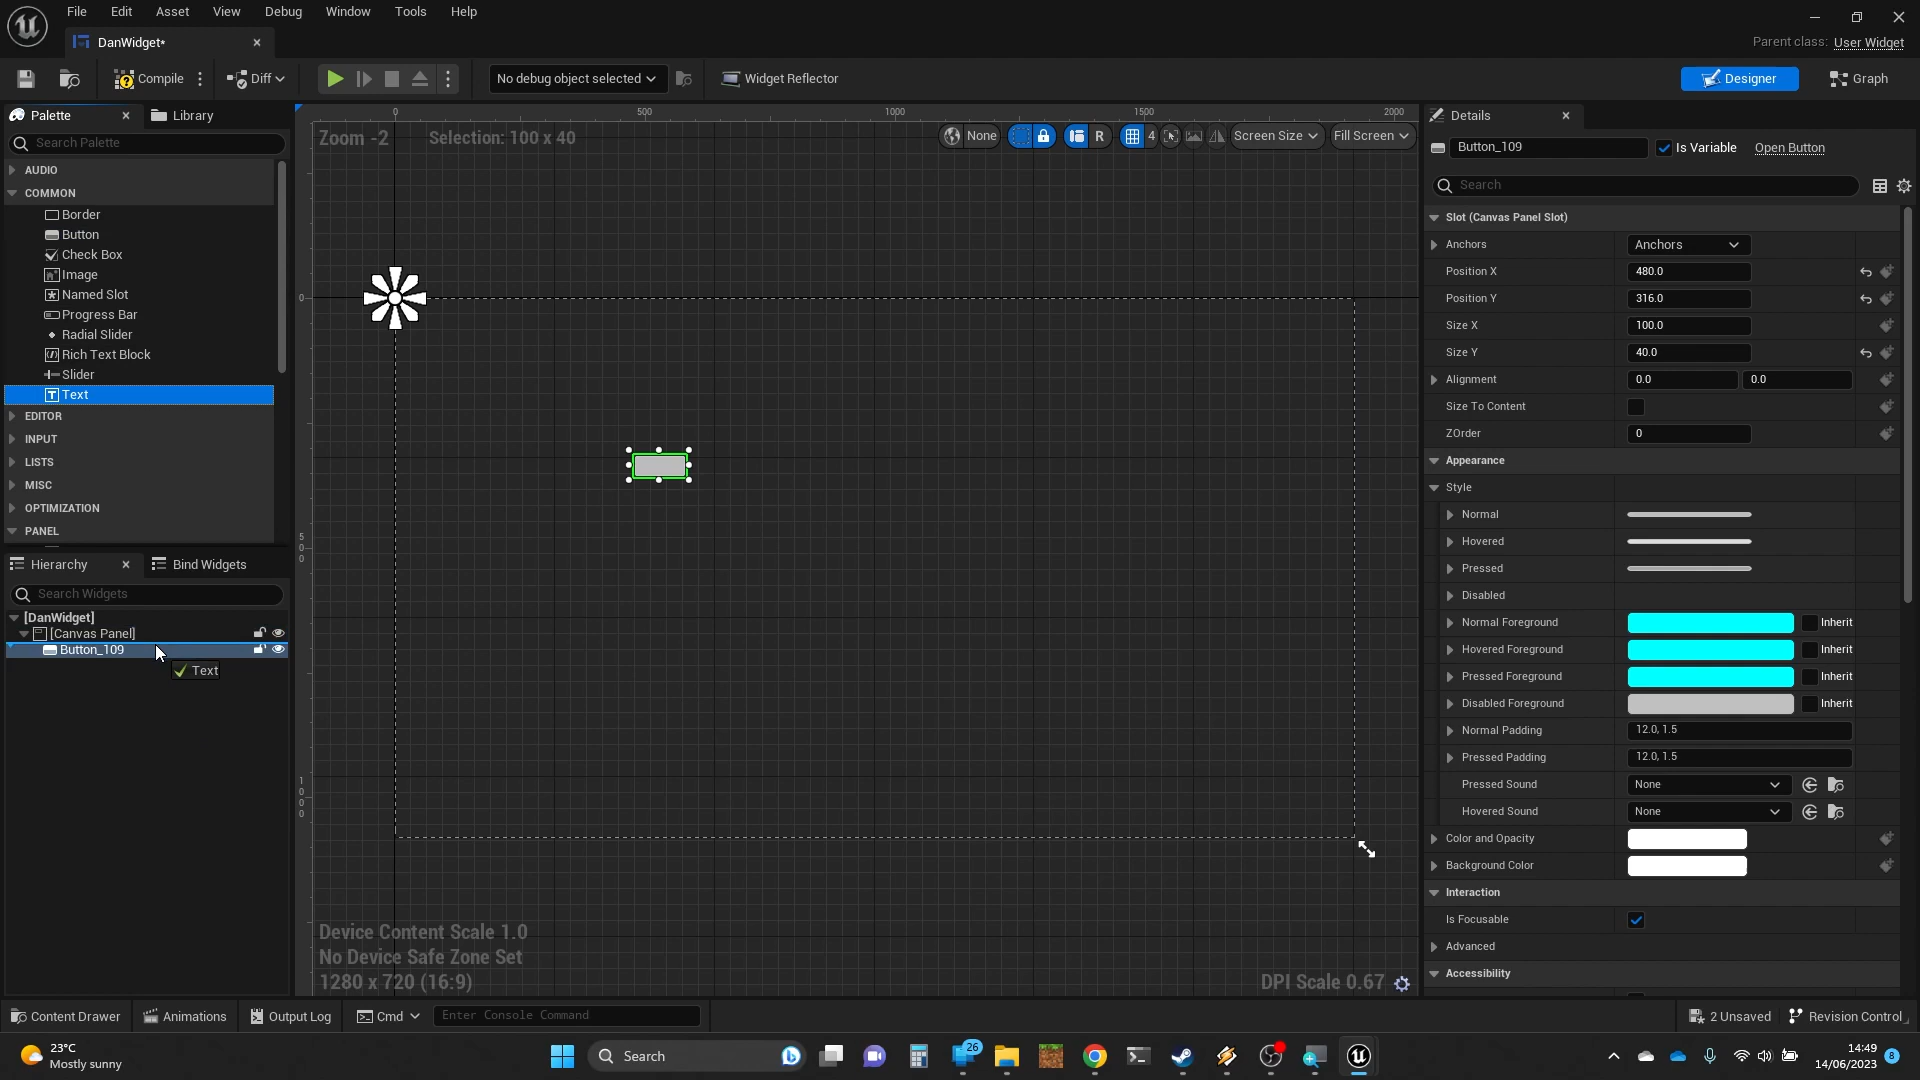 File Edit Asset View Debug Window Tools Help
DanWidget*
Parent class: User Widget
Compile Diff No debug object selected Widget Reflector Designer Graph
Palette Library
Search Palette
AUDIO
COMMON
Border
Button
Check Box
Image
Named Slot
Progress Bar
Radial Slider
Rich Text Block
Slider
Text
EDITOR
INPUT
LISTS
MISC
OPTIMIZATION
PANEL
Hierarchy Bind Widgets
Search Widgets
[DanWidget]
[Canvas Panel]
Button_109
Text
0 500 1000 1500 2000
Zoom -2 Selection: 100 x 40
None R 4 Screen Size Fill Screen
0
500
1000
Device Content Scale 1.0
No Device Safe Zone Set
1280 x 720 (16:9)
DPI Scale 0.67
Details
Button_109 Is Variable Open Button
Search
Slot (Canvas Panel Slot)
Anchors Anchors
Position X 480.0
Position Y 316.0
Size X 100.0
Size Y 40.0
Alignment 0.0 0.0
Size To Content
ZOrder 0
Appearance
Style
Normal
Hovered
Pressed
Disabled
Normal Foreground Inherit
Hovered Foreground Inherit
Pressed Foreground Inherit
Disabled Foreground Inherit
Normal Padding 12.0, 1.5
Pressed Padding 12.0, 1.5
Pressed Sound None
Hovered Sound None
Color and Opacity
Background Color
Interaction
Is Focusable
Advanced
Accessibility
Content Drawer Animations Output Log Cmd Enter Console Command 2 Unsaved Revision Control
23°C
Mostly sunny
Search
26
14:49
14/06/2023
8